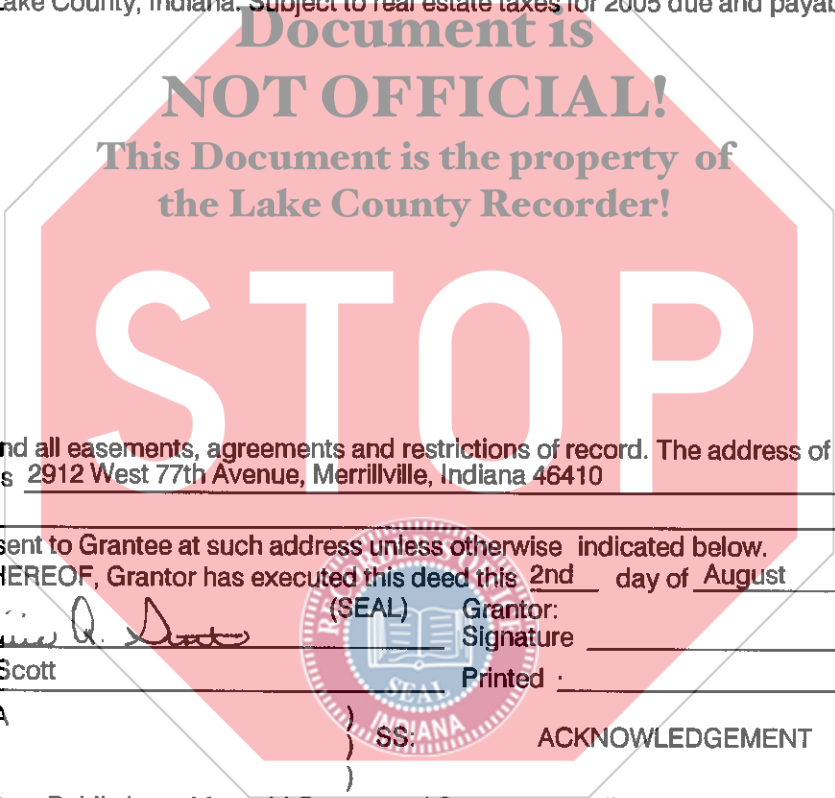 Lake County, Indiana. Subject to real estate taxes for 2005 due and payab
Document is
NOT OFFICIAL!
This Document is the property of
the Lake County Recorder!
STOP
nd all easements, agreements and restrictions of record. The address of
s 2912 West 77th Avenue, Merrillville, Indiana 46410
sent to Grantee at such address unless otherwise indicated below.
HEREOF, Grantor has executed this deed this 2nd day of August
(SEAL) Grantor:
Signature
Scott Printed
SEAL
INDIANA
A
) SS: ACKNOWLEDGEMENT
)